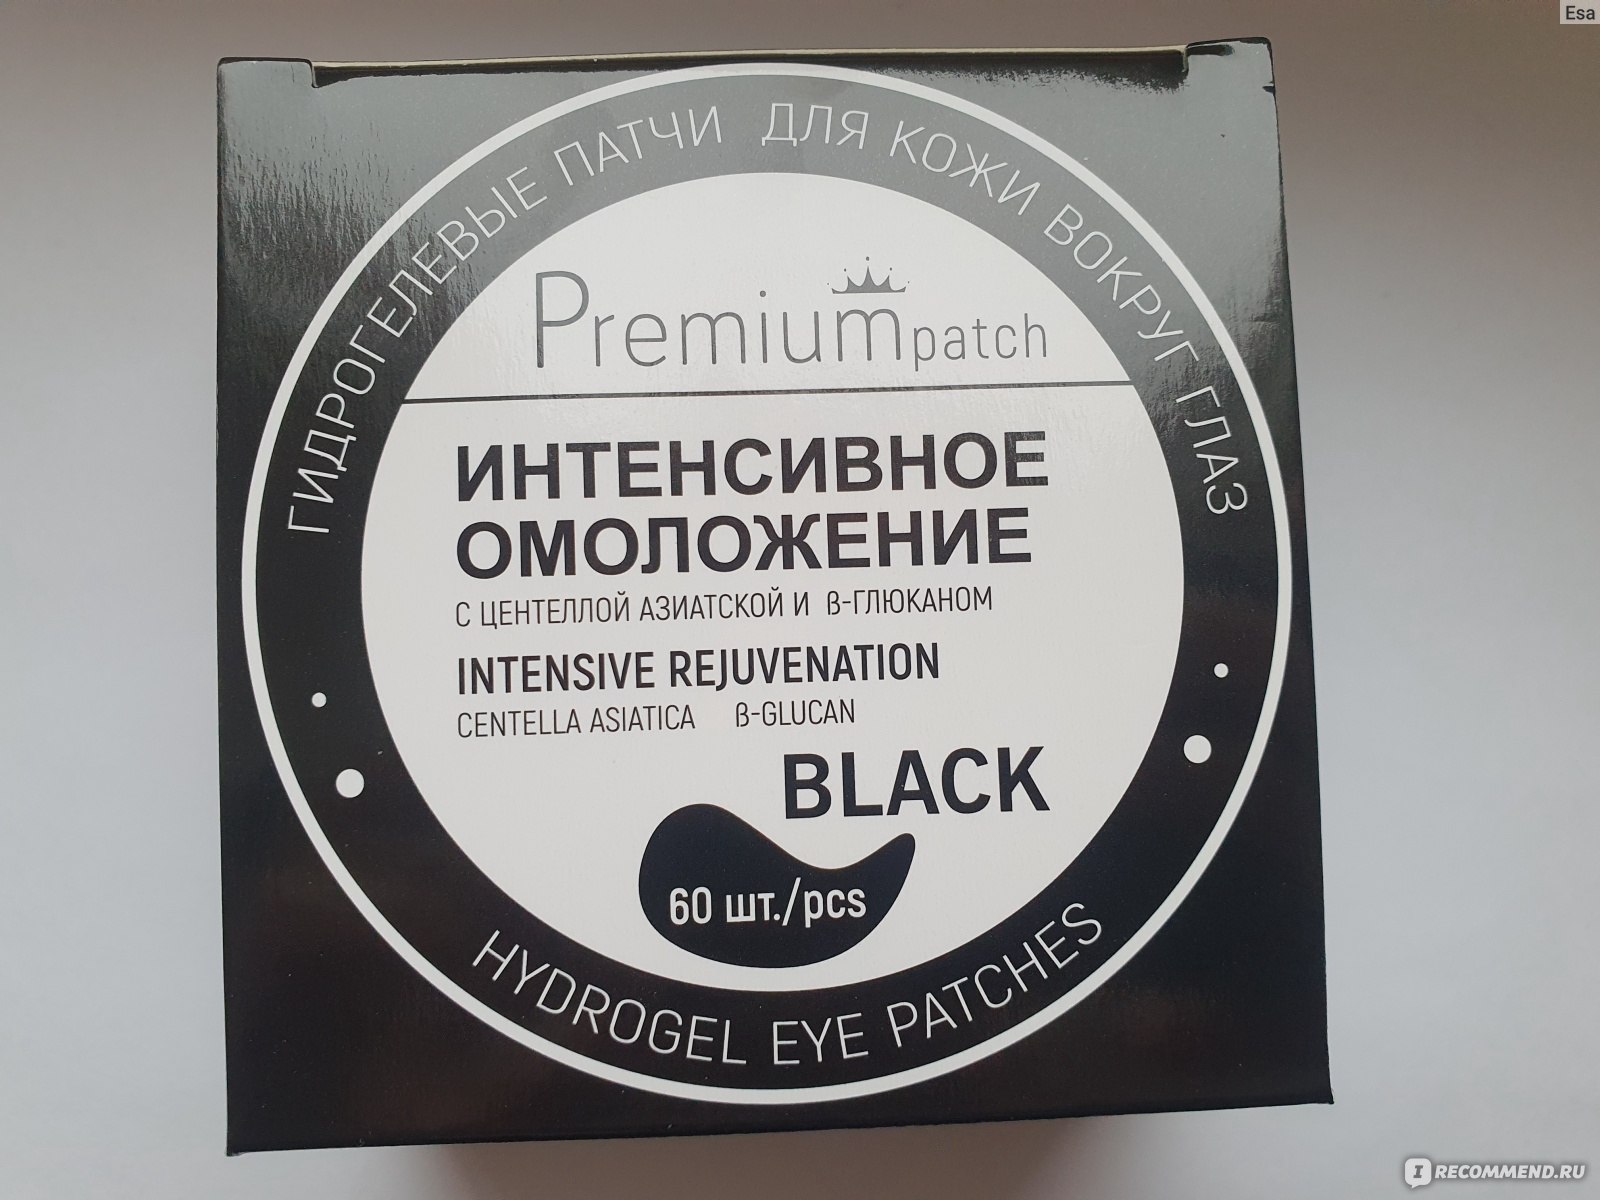 Esa
ГИДРОГЕЛЕВЫЕ ПАТЧИ ДЛЯ КОЖИ ВОКРУГ ГЛАЗ
Premium patch
ИНТЕНСИВНОЕ
ОМОЛОЖЕНИЕ
С ЦЕНТЕЛЛОЙ АЗИАТСКОЙ И ß-ГЛЮКАНОМ
INTENSIVE REJUVENATION
CENTELLA ASIATICA ß-GLUCAN
BLACK
60 шт./pcs
HYDROGEL EYE PATCHES
IRECOMMEND.RU